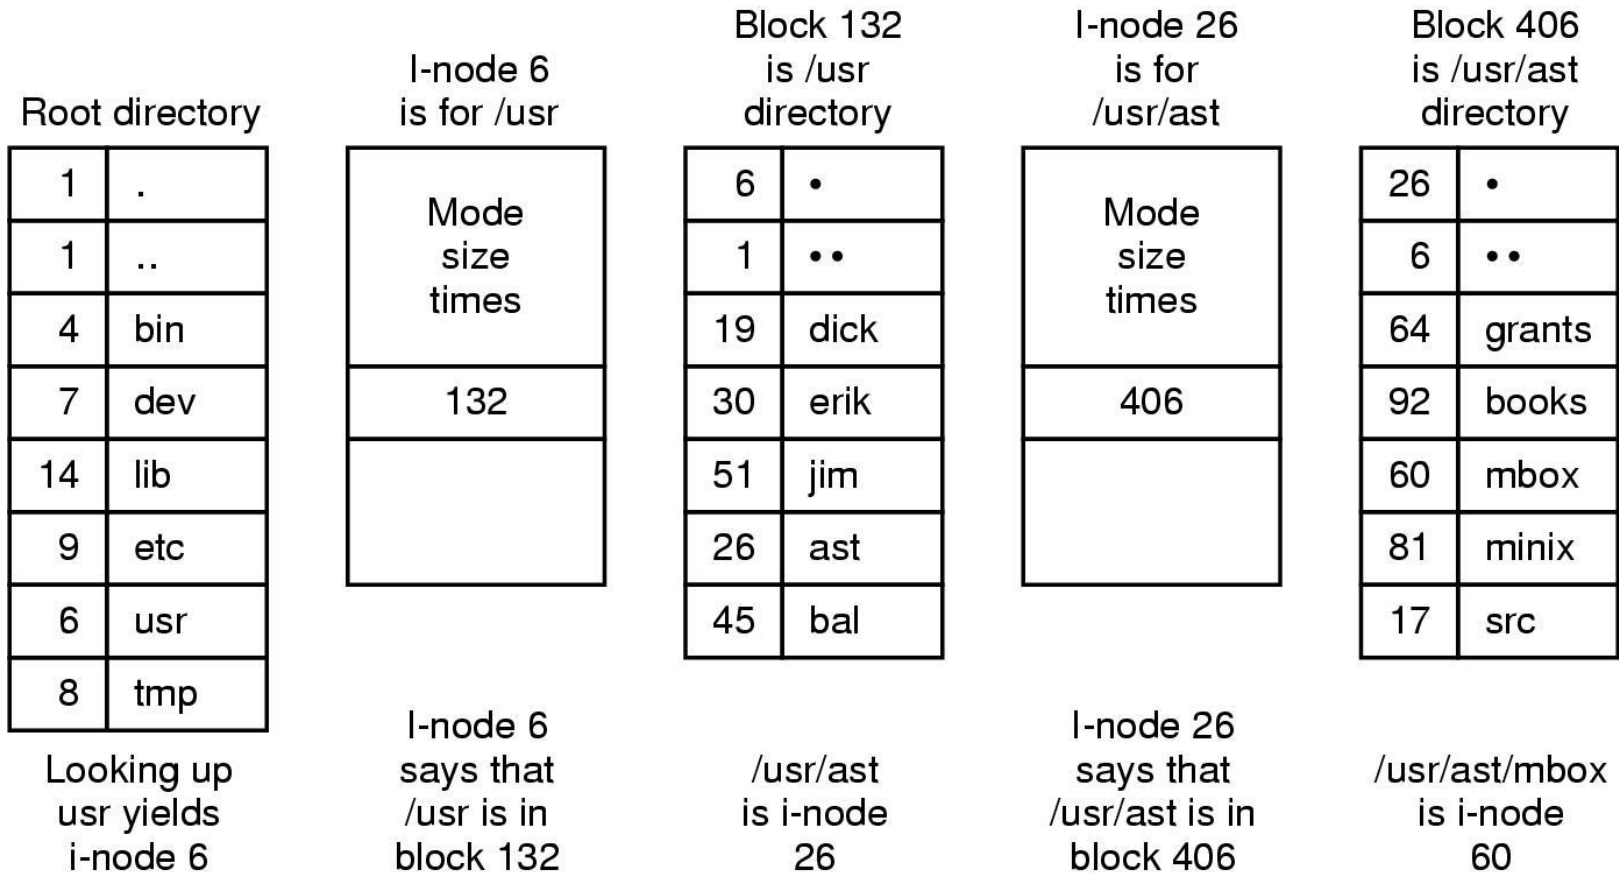 Root directory
1 .
1 ..
4 bin
7 dev
14 lib
9 etc
6 usr
8 tmp
Looking up
usr yields
i-node 6
I-node 6
is for /usr
Mode
size
times
132
I-node 6
says that
/usr is in
block 132
Block 132
is /usr
directory
6 •
1 ••
19 dick
30 erik
51 jim
26 ast
45 bal
/usr/ast
is i-node
26
I-node 26
is for
/usr/ast
Mode
size
times
406
I-node 26
says that
/usr/ast is in
block 406
Block 406
is /usr/ast
directory
26 •
6 ••
64 grants
92 books
60 mbox
81 minix
17 src
/usr/ast/mbox
is i-node
60